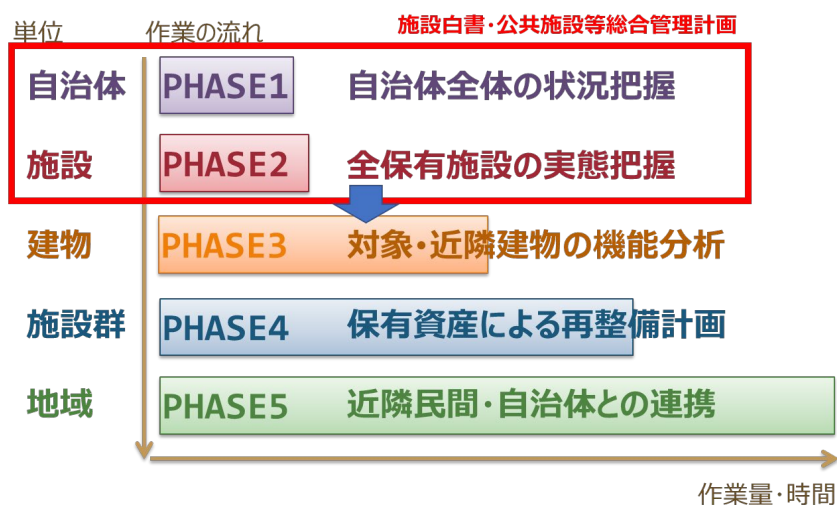 単位 作業の流れ 施設白書・公共施設等総合管理計画
自治体 PHASE1 自治体全体の状況把握
施設 PHASE2 全保有施設の実態把握
建物 PHASE3 対象・近隣建物の機能分析
施設群 PHASE4 保有資産による再整備計画
地域 PHASE5 近隣民間・自治体との連携
作業量・時間